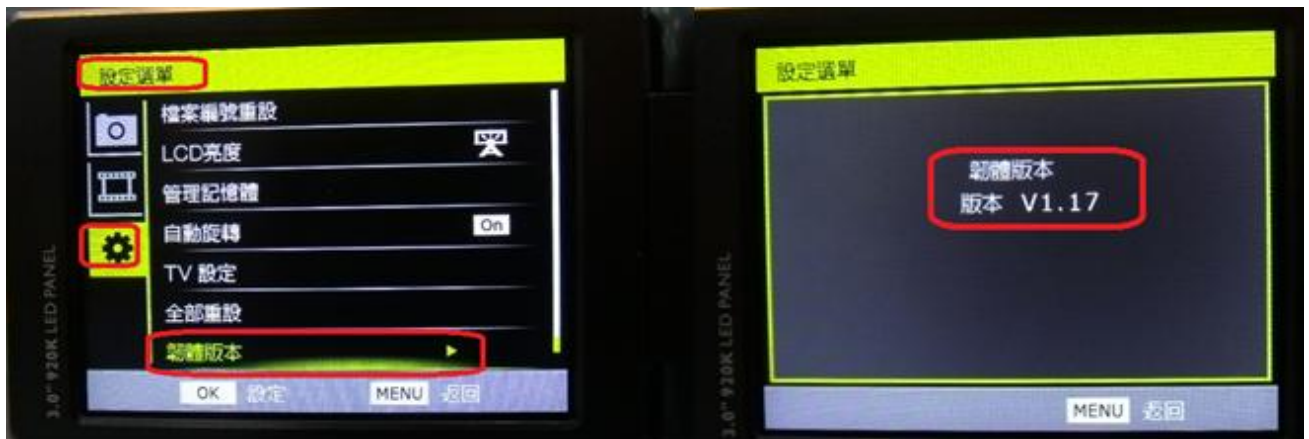 設定選單
檔案編號重設
LCD亮度
管理記憶體
自動旋轉 On
TV 設定
全部重設
韌體版本
OK 設定 MENU 返回
3.0" 920K LED PANEL
設定選單
韌體版本
版本 V1.17
MENU 返回
3.0" 920K LED PANEL